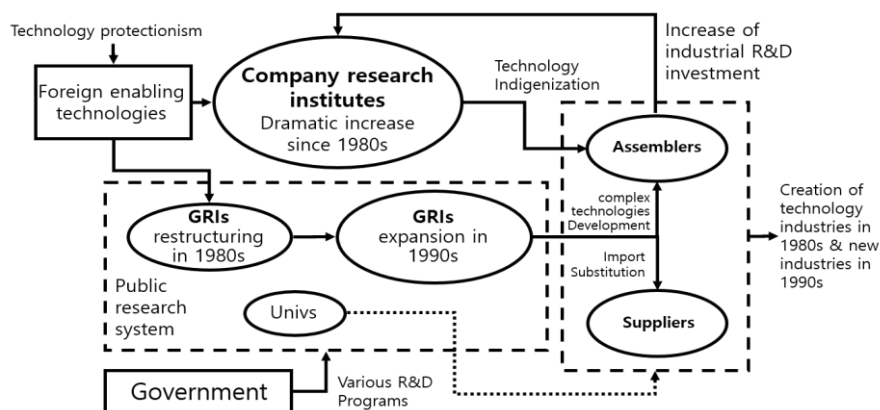 Technology protectionism
Foreign enabling
technologies
Company research
institutes
Dramatic increase
since 1980s
Technology
Indigenization
Increase of
industrial R&D
investment
Assemblers
GRIs
restructuring
in 1980s
GRIs
expansion in
1990s
complex
technologies
Development
Import
Substitution
Creation of
technology
industries in
1980s & new
industries in
1990s
Public
research
system
Univs
Suppliers
Government
Various R&D
Programs